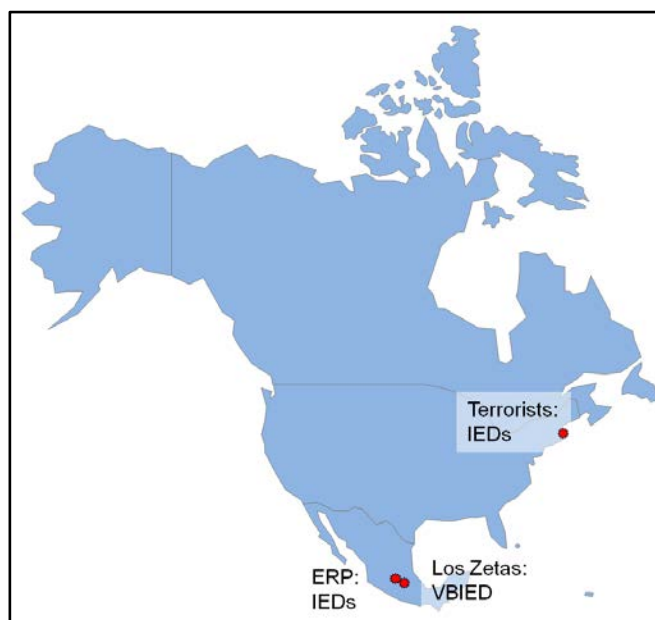 Terrorists:
IEDs
ERP:
IEDs
Los Zetas:
VBIED